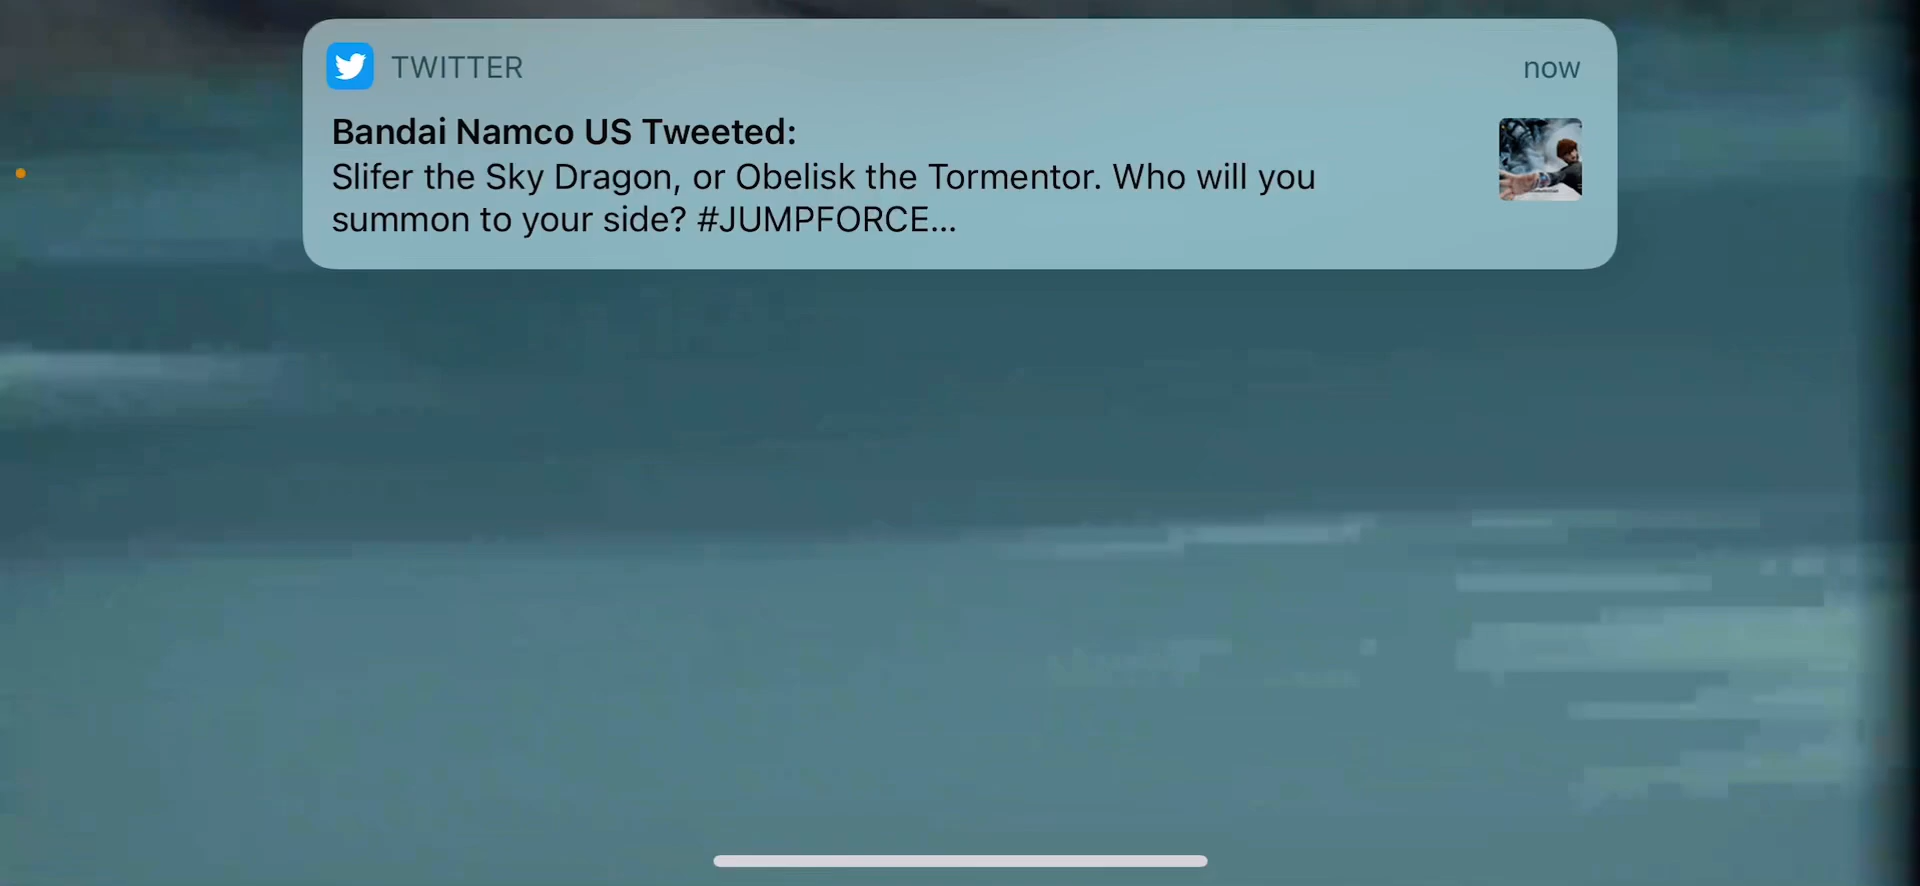 TWITTER
now
Bandai Namco US Tweeted:
Slifer the Sky Dragon, or Obelisk the Tormentor. Who will you
summon to your side? #JUMPFORCE…